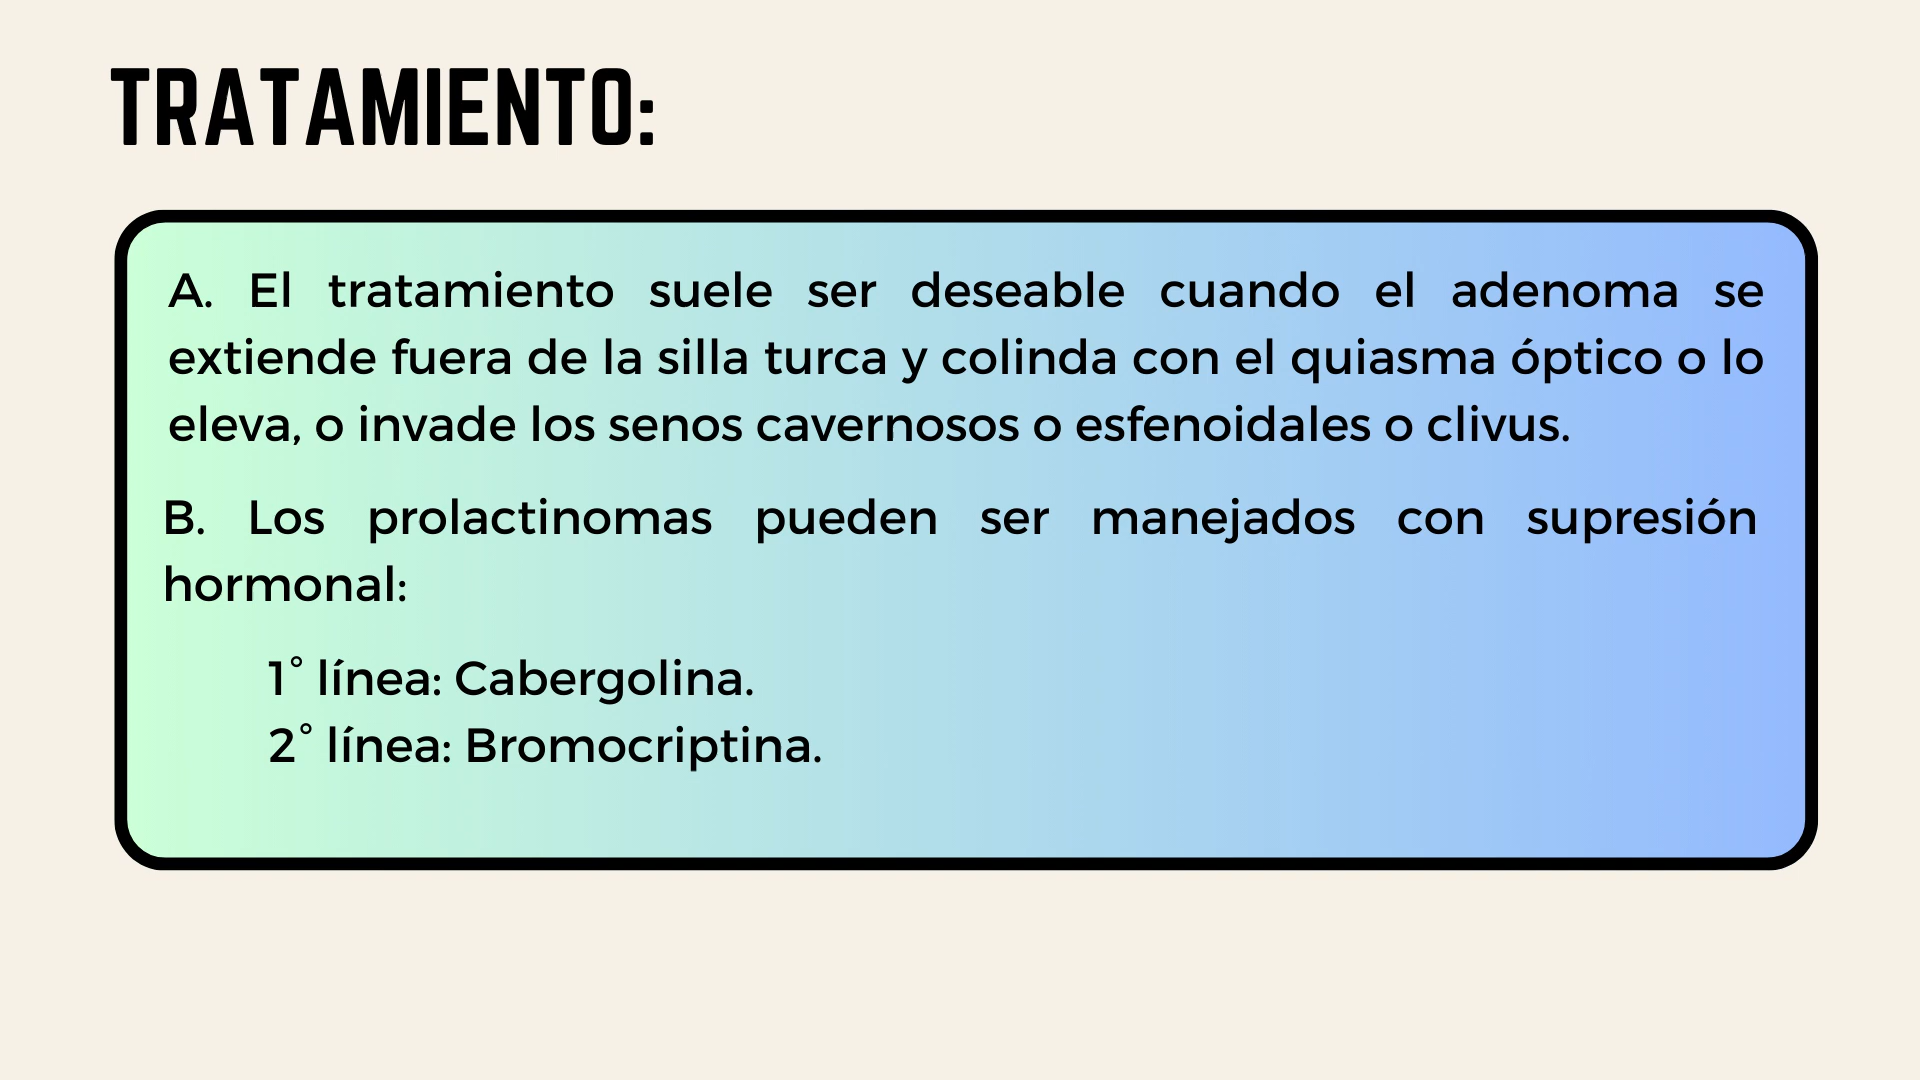 TRATAMIENTO:
A. El tratamiento suele ser deseable cuando el adenoma se
extiende fuera de la silla turca y colinda con el quiasma óptico o lo
eleva, o invade los senos cavernosos o esfenoidales o clivus.
B. Los prolactinomas pueden ser manejados con supresión
hormonal:
1° línea: Cabergolina.
2° línea: Bromocriptina.